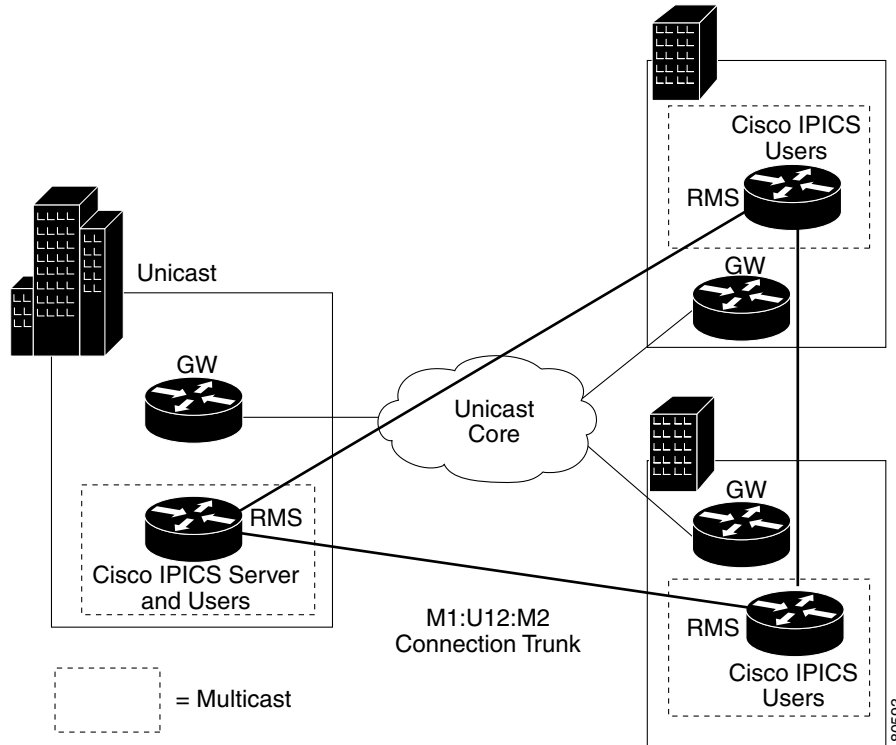 Cisco IPICS
Users
RMS
GW
Unicast
GW
Unicast
Core
GW
RMS
Cisco IPICS Server
and Users
M1:U12:M2
Connection Trunk
RMS
Cisco IPICS
Users
= Multicast